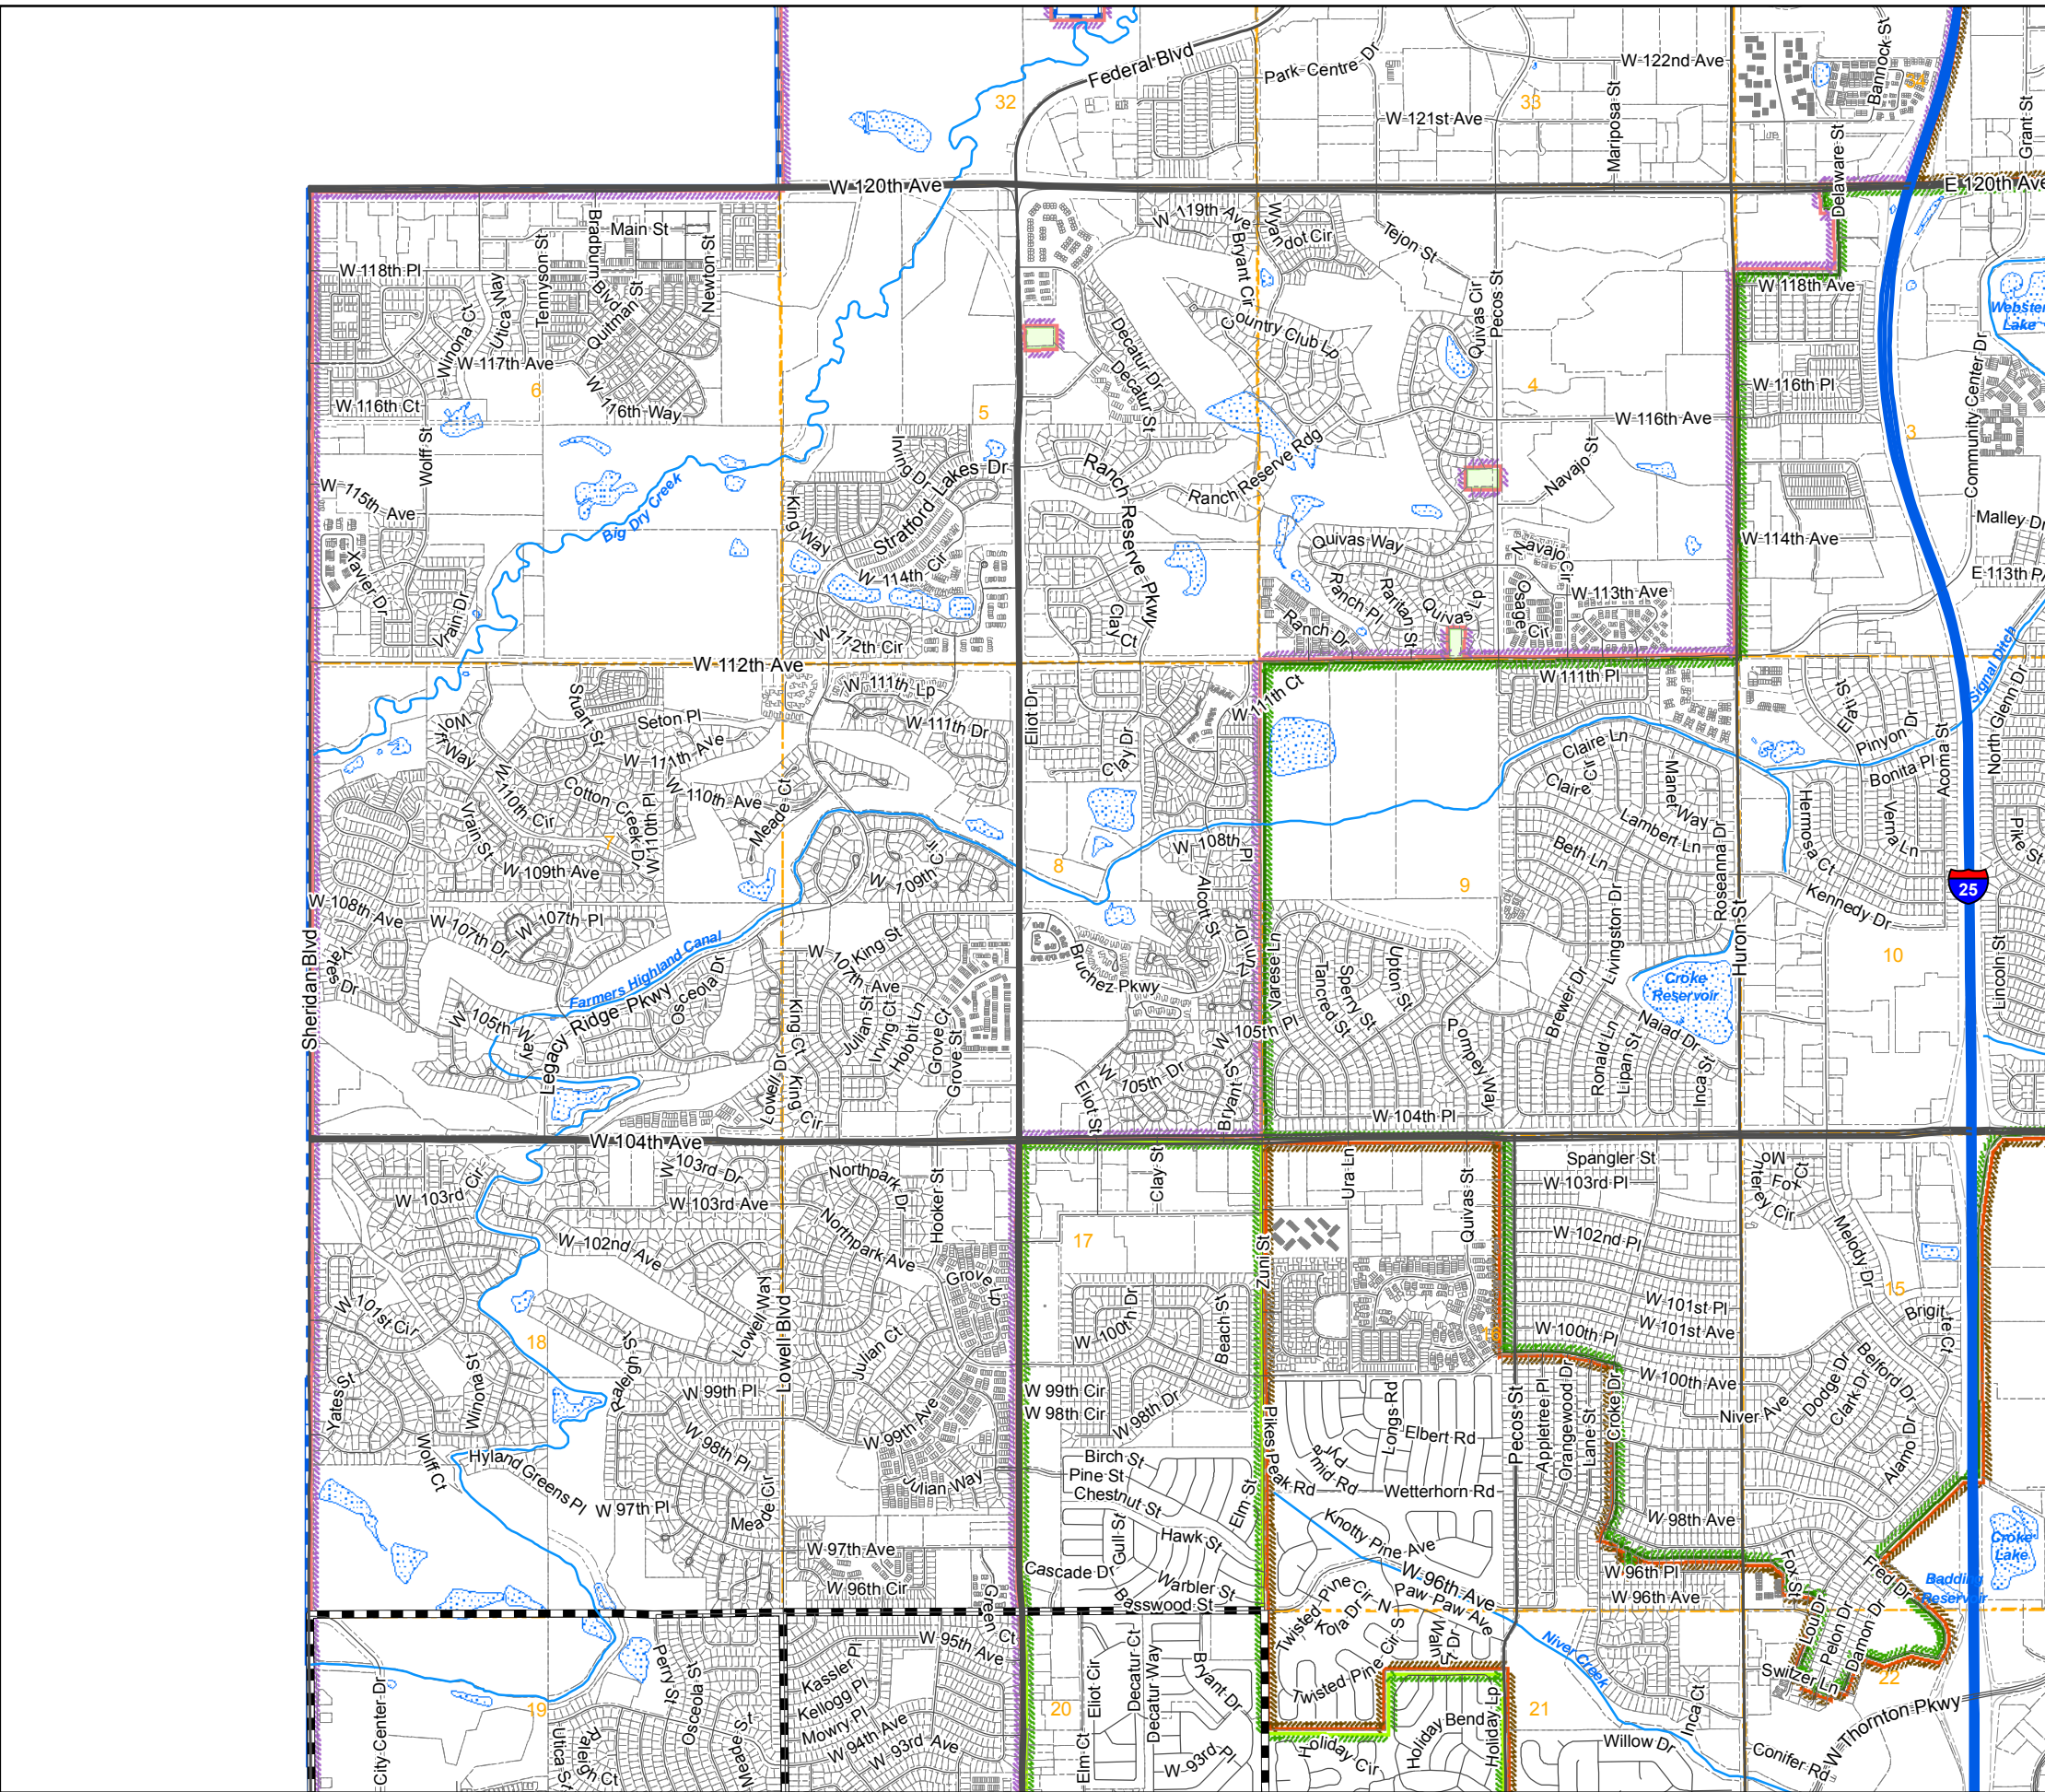 Federal Blvd
Park Centre Dr
W 122nd Ave
Bannock St
32
33
W 121st Ave
Mariposa St
Delaware St
Grant St
W 120th Ave
E 120th Ave
Main St
Bradburn Blvd
Tennyson St
Newton St
W 119th Ave
Wyandot Cir
Bryant Cir
Tejon St
W 118th Pl
Winona Ct
Utica Way
Quitman St
Quivas Cir
Pecos St
W 118th Ave
Webster
Lake
Decatur Dr
Country Club Lp
W 117th Ave
6
W 116th Way
W 116th Ct
5
Decatur St
4
W 116th Pl
W 116th Ave
3
Community Center Dr
Wolff St
Irving Dr
Stratford Lakes Dr
Ranch Reserve Pkwy
Ranch Reserve Rdg
Navajo St
W 115th Ave
Big Dry Creek
King Way
W 114th Cir
Quivas Way
Navajo Cir
W 114th Ave
Malley Dr
Xavier Dr
Vrain Dr
Clay Ct
Ranch Pl
Raritan St
Quivas Lp
Osage Cir
W 113th Ave
Ranch Dr
W 112th Cir
W 112th Ave
Signal Ditch
W 111th Lp
W 111th Ct
W 111th Pl
Stuart St
Seton Pl
W 111th Ave
W 111th Dr
Eliot Dr
Clay Dr
Wolff Way
Claire Ln
Claire Cir
Manet Way
Elati St
Pinyon Dr
Bonita Pl
Acoma St
North Glenn Dr
W 110th Cir
Cotton Creek Dr
W 110th Pl
W 110th Ave
Meade Ct
Vrain St
7
W 109th Ave
W 109th Cir
8
W 108th Pl
9
Lambert Ln
Beth Ln
Roseanna Dr
Hermosa Ct
Verna Ln
Pike St
25
Kennedy Dr
W 108th Ave
W 107th Dr
W 107th Pl
Alcott St
Zuni Dr
Varese Ln
Livingston Dr
Huron St
10
Lincoln St
Sheridan Blvd
Yates Dr
Farmers Highland Canal
Legacy Ridge Pkwy
Osceola Dr
W 107th Ave
King St
Bruchez Pkwy
Tancred St
Sperry St
Upton St
Brewer Dr
Croke
Reservoir
W 105th Way
King Ct
Julian St
Irving Ct
Hobbit Ln
Grove Ct
Grove St
W 105th Pl
Pompey Way
Ronald Ln
Lipan St
Naiad Dr
Inca St
Lowell Dr
King Cir
Eliot St
W 105th Dr
Bryant St
W 104th Pl
W 104th Ave
W 103rd Cir
W 103rd Dr
W 103rd Ave
Northpark Dr
Hooker St
Clay St
Ura Ln
Quivas St
Spangler St
W 103rd Pl
Monterey Cir
Fox Ct
W 102nd Ave
Northpark Ave
17
Zuni St
W 102nd Pl
Melody Dr
Grove Lp
W 101st Cir
18
Lowell Way
Lowell Blvd
Julian Ct
W 100th Dr
Beach St
16
W 101st Pl
W 101st Ave
W 100th Pl
15
Brigitte Ct
Yates St
Winona St
Raleigh St
W 99th Pl
W 99th Cir
W 98th Cir
W 98th Dr
Pikes Peak Rd
Longs Rd
Elbert Rd
Pyramid Rd
Pecos St
Appletree Pl
Orangewood Dr
Lane St
Croke Dr
W 100th Ave
Niver Ave
Dodge Dr
Clark Dr
Belford Dr
Alamo Dr
Wolff Ct
Hyland Greens Pl
W 98th Pl
W 99th Ave
Julian Way
Birch St
Pine St
Chestnut St
Elm St
Wetterhorn Rd
W 97th Pl
Meade Cir
Gull St
Hawk St
Knotty Pine Ave
W 98th Ave
Croke
Lake
W 97th Ave
W 96th Cir
Cascade Dr
Warbler St
Basswood St
W 96th Ave
W 96th Pl
W 96th Ave
Fox St
Fred Dr
Badding
Reservoir
Green Ct
Twisted Pine Cir N
Kola Dr
Paw Paw Ave
Walnut Dr
Niver Creek
Lou Dr
Pelon Dr
Damon Dr
City Center Dr
Perry St
Osceola St
Kassler Pl
W 95th Ave
Kellogg Pl
Mowry Pl
Eliot Cir
Decatur Ct
Decatur Way
Bryant Dr
Twisted Pine Cir S
Switzer Ln
22
19
Utica St
Raleigh Ct
Meade St
W 94th Ave
W 93rd Ave
20
Elm Ct
W 93rd Pl
Holiday Cir
Holiday Bend
Holiday Lp
21
Inca Ct
Willow Dr
Conifer Rd
W Thornton Pkwy